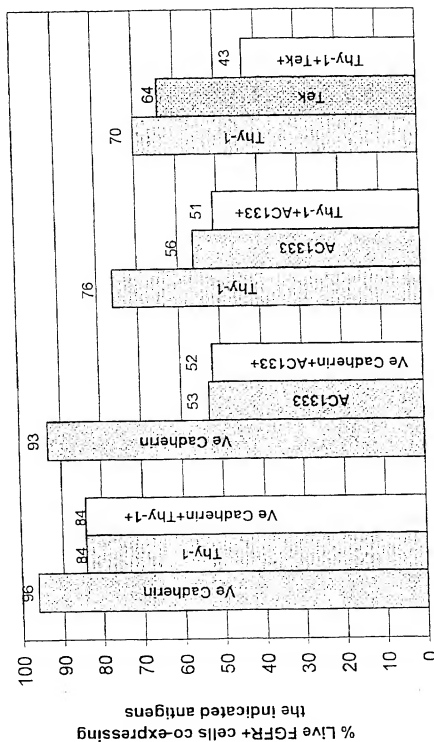 % Live FGFR+ cells co-expressing
the indicated antigens
100
90
80
70
60
50
40
30
20
10
0
96
Ve Cadherin
84
Thy-1
84
Ve Cadherin+Thy-1+
93
Ve Cadherin
53
AC1333
52
Ve Cadherin+AC133+
76
Thy-1
56
AC1333
51
Thy-1+AC133+
70
Thy-1
64
Tek
43
Thy-1+Tek+